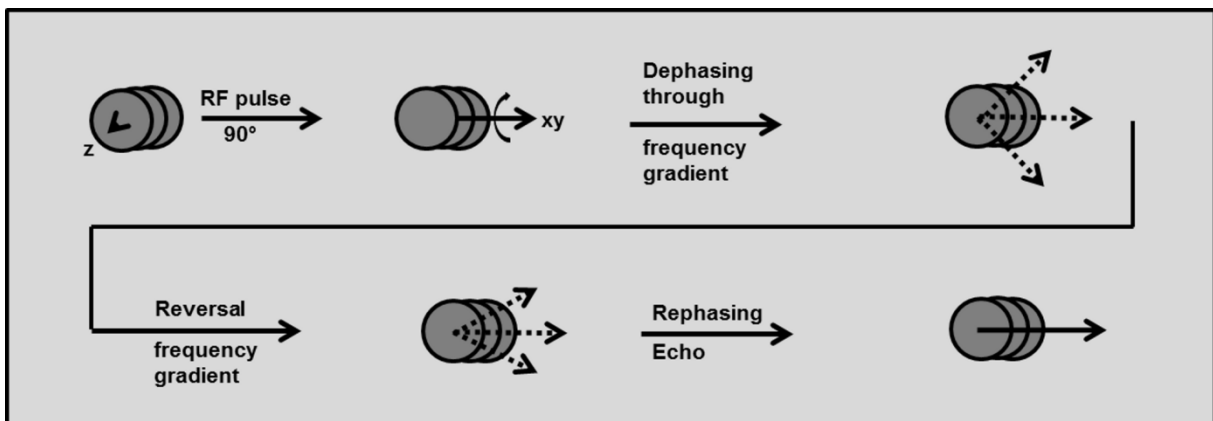 RF pulse
90°
z
xy
Dephasing
through
frequency
gradient
Reversal
frequency
gradient
Rephasing
Echo